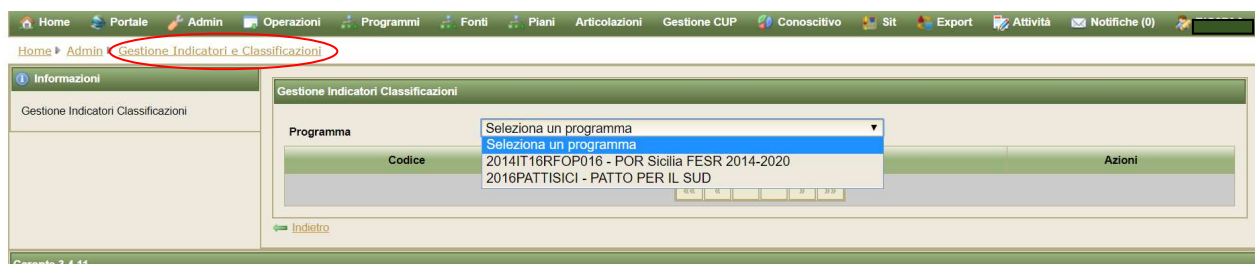 Home Portale Admin Operazioni Programmi Fonti Piani Articolazioni Gestione CUP Conoscitivo Sit Export Attività Notifiche (0)
Home Admin Gestione Indicatori e Classificazioni
Informazioni
Gestione Indicatori Classificazioni
Gestione Indicatori Classificazioni
Programma Seleziona un programma
Seleziona un programma
2014IT16RFOP016 - POR Sicilia FESR 2014-2020
2016PATTISICI - PATTO PER IL SUD
Codice Azioni
«« « » »»
Indietro